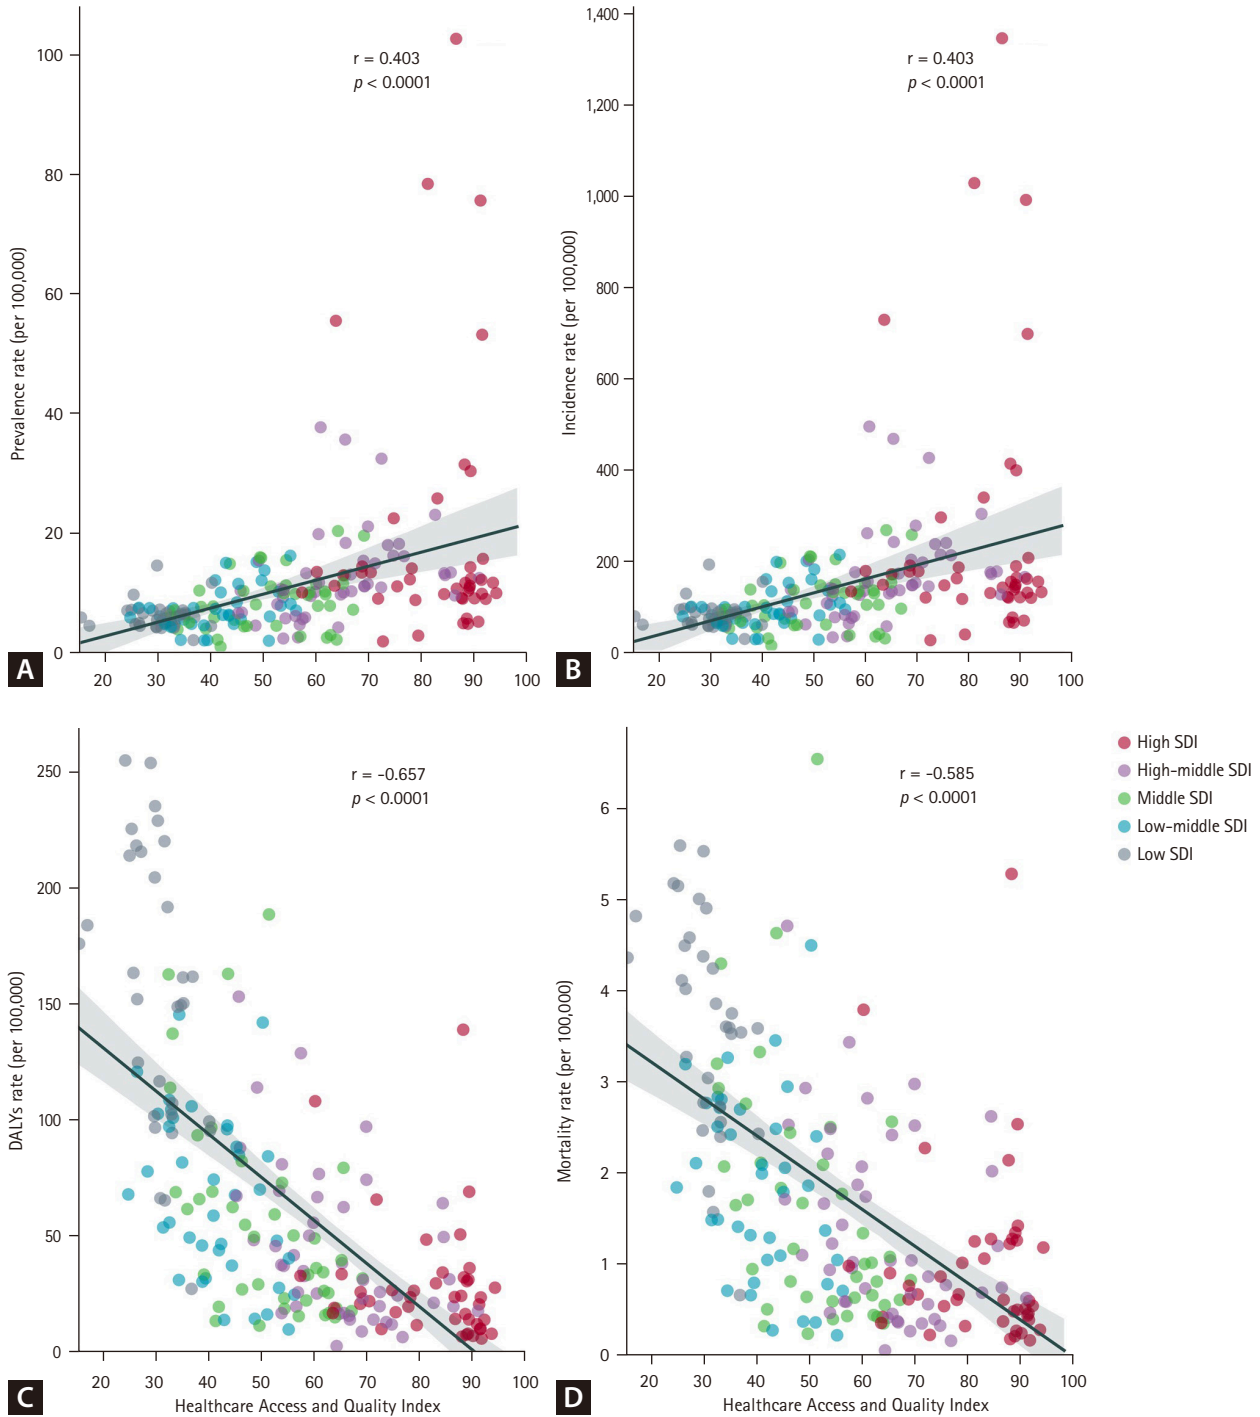 100
80
60
40
20
0
Prevalence rate (per 100,000)
r = 0.403
p < 0.0001
20 30 40 50 60 70 80 90 100
A
1,400
1,200
1,000
800
600
400
200
0
Incidence rate (per 100,000)
r = 0.403
p < 0.0001
20 30 40 50 60 70 80 90 100
B
250
200
150
100
50
0
DALYs rate (per 100,000)
r = -0.657
p < 0.0001
20 30 40 50 60 70 80 90 100
Healthcare Access and Quality Index
C
6
5
4
3
2
1
0
Mortality rate (per 100,000)
r = -0.585
p < 0.0001
20 30 40 50 60 70 80 90 100
Healthcare Access and Quality Index
D
High SDI
High-middle SDI
Middle SDI
Low-middle SDI
Low SDI